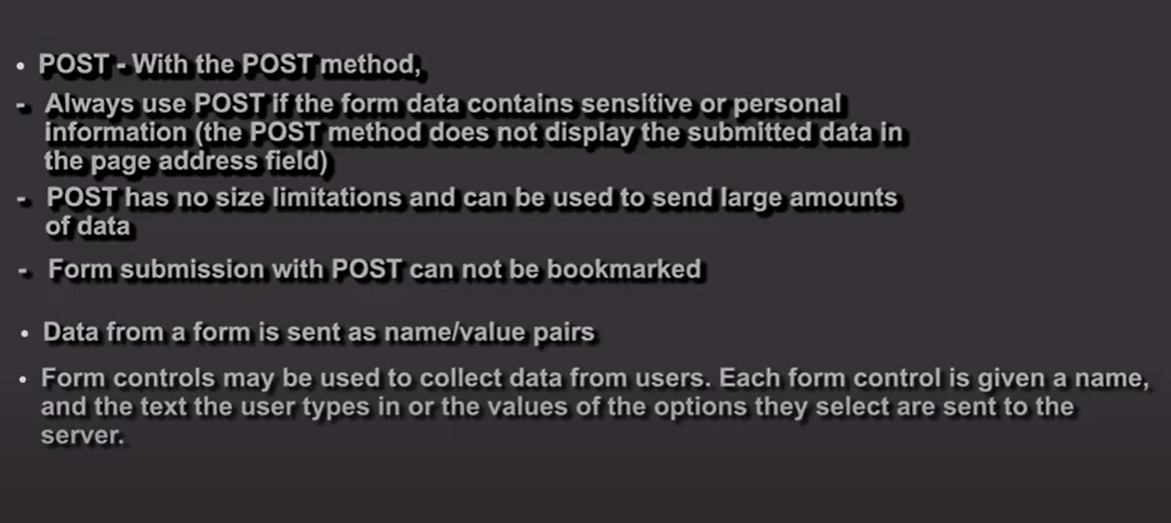 • POST - With the POST method,
- Always use POST if the form data contains sensitive or personal
information (the POST method does not display the submitted data in
the page address field)
- POST has no size limitations and can be used to send large amounts
of data
- Form submission with POST can not be bookmarked
• Data from a form is sent as name/value pairs
• Form controls may be used to collect data from users. Each form control is given a name,
and the text the user types in or the values of the options they select are sent to the
server.